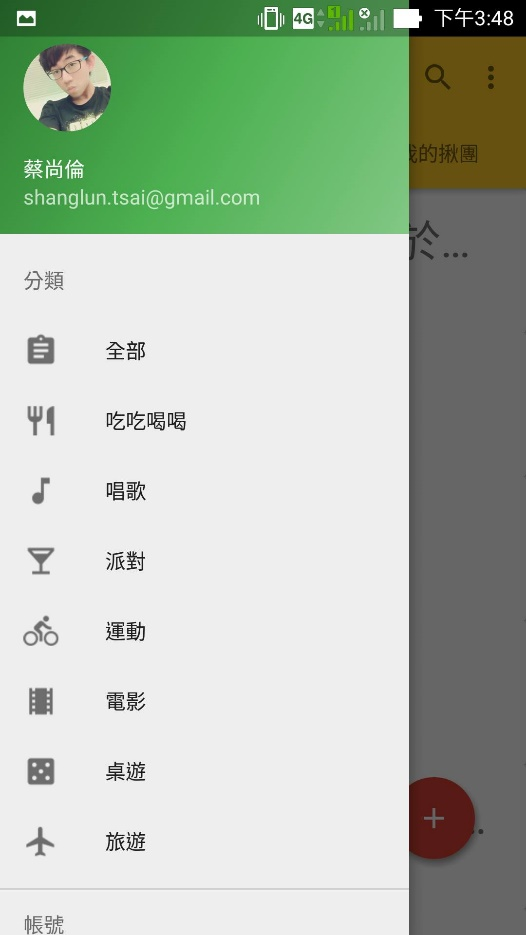 4G 1 下午3:48
蔡尚倫
shanglun.tsai@gmail.com
我的揪團
於...
分類
全部
吃吃喝喝
唱歌
派對
運動
電影
桌遊
旅遊
+
帳號